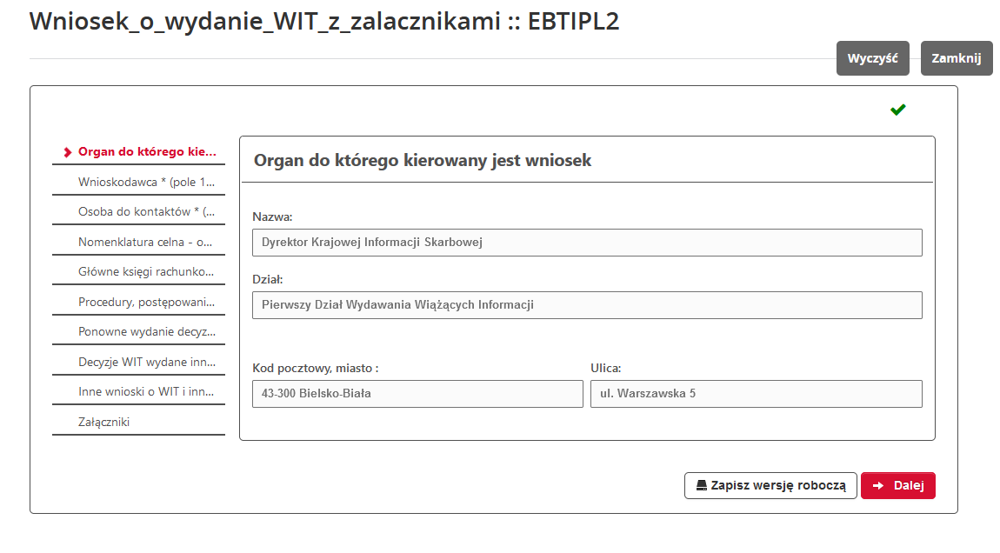 Wniosek_o_wydanie_WIT_z_zalacznikami :: EBTIPL2
Wyczyść
Zamknij
Organ do którego kie...
Wnioskodawca * (pole 1...
Osoba do kontaktów * (...
Nomenklatura celna - o...
Główne księgi rachunko...
Procedury, postępowani...
Ponowne wydanie decyz...
Decyzje WIT wydane inn...
Inne wnioski o WIT i inn...
Załączniki
Organ do którego kierowany jest wniosek
Nazwa:
Dyrektor Krajowej Informacji Skarbowej
Dział:
Pierwszy Dział Wydawania Wiążących Informacji
Kod pocztowy, miasto :
Ulica:
43-300 Bielsko-Biała
ul. Warszawska 5
Zapisz wersję roboczą
Dalej